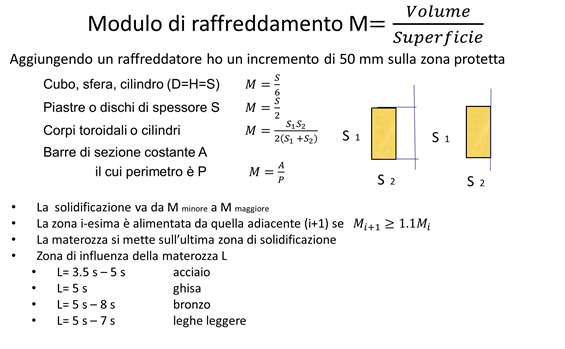 Modulo di raffreddamento M= Volume / Superficie
Aggiungendo un raffreddatore ho un incremento di 50 mm sulla zona protetta
Cubo, sfera, cilindro (D=H=S) M = S/6
Piastre o dischi di spessore S M = S/2
Corpi toroidali o cilindri M = S₁S₂ / 2(S₁ +S₂)
Barre di sezione costante A
il cui perimetro è P M = A/P
S 1
S 2
S 1
S 2
• La solidificazione va da M minore a M maggiore
• La zona i-esima è alimentata da quella adiacente (i+1) se Mᵢ₊₁ ≥ 1.1Mᵢ
• La materozza si mette sull'ultima zona di solidificazione
• Zona di influenza della materozza L
• L= 3.5 s – 5 s acciaio
• L= 5 s ghisa
• L= 5 s – 8 s bronzo
• L= 5 s – 7 s leghe leggere